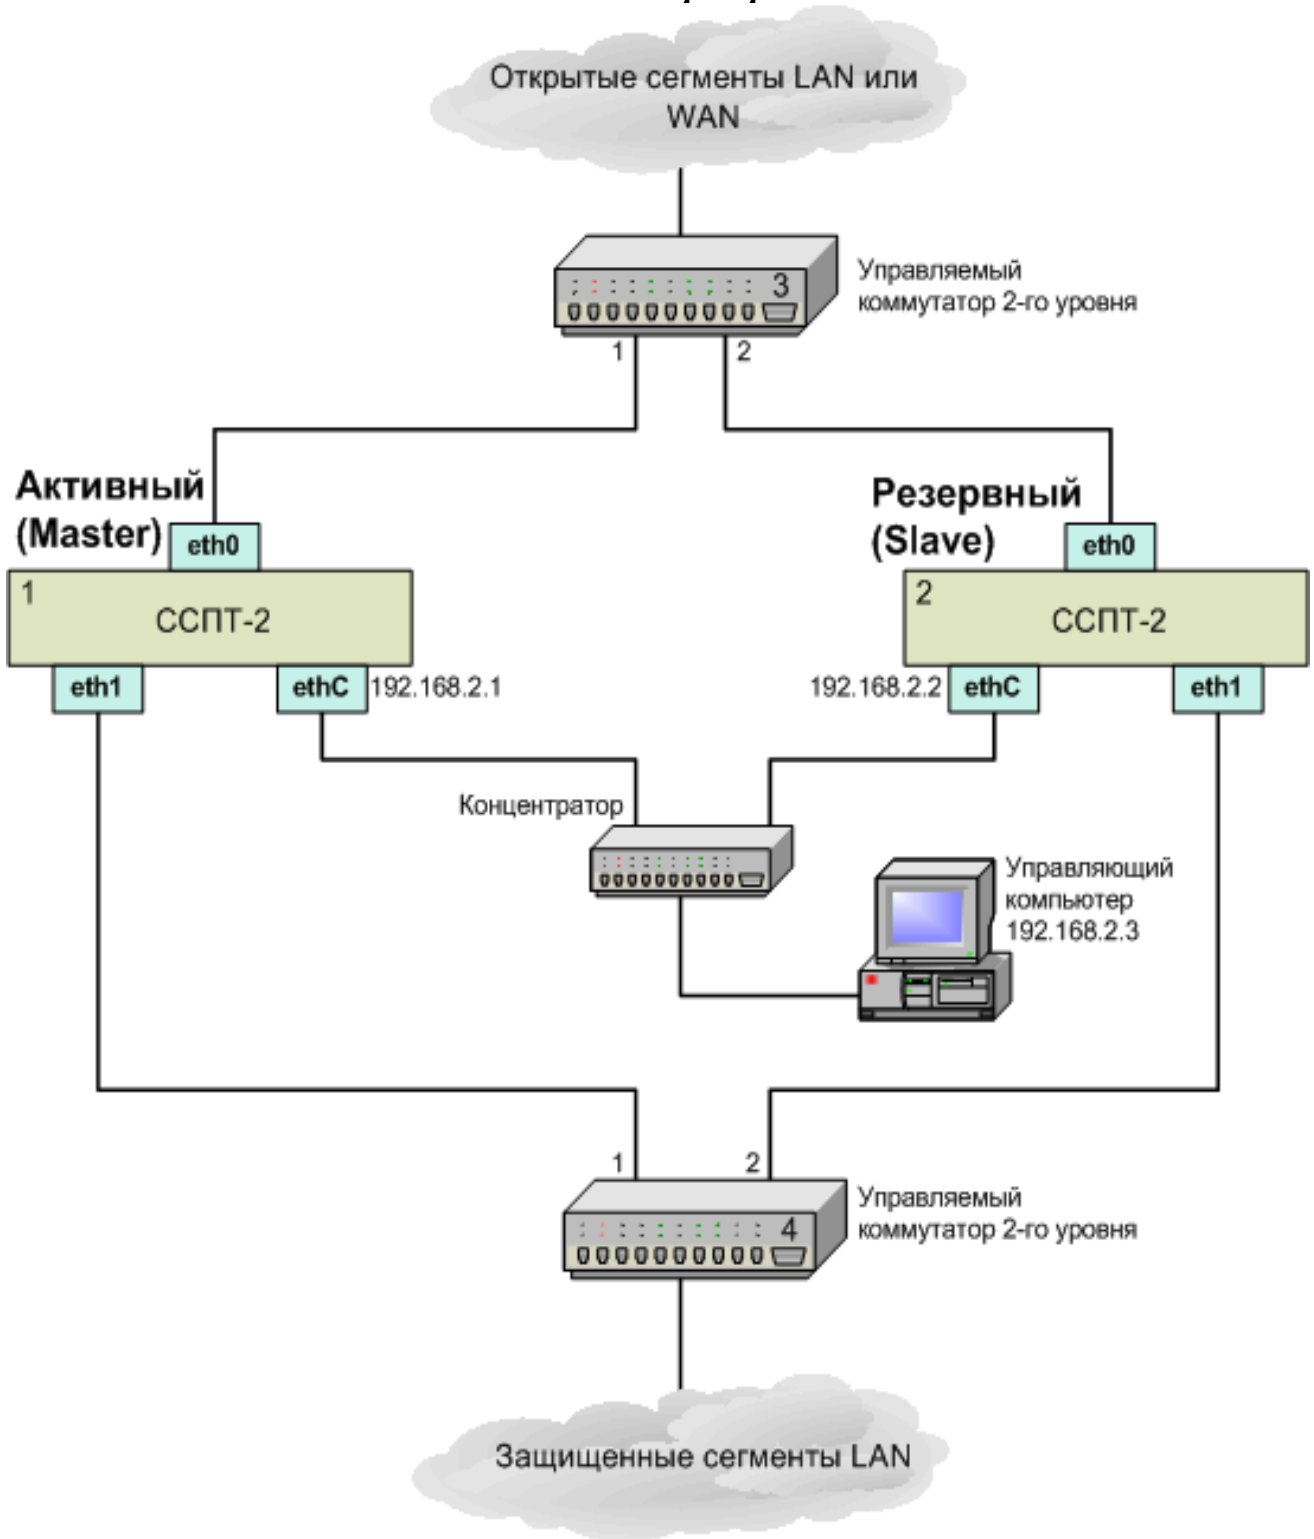 Открытые сегменты LAN или
WAN
3
Управляемый
коммутатор 2-го уровня
1
2
Активный
(Master)
eth0
Резервный
(Slave)
eth0
1
ССПТ-2
2
ССПТ-2
eth1
ethC
192.168.2.1
192.168.2.2
ethC
eth1
Концентратор
Управляющий
компьютер
192.168.2.3
1
2
4
Управляемый
коммутатор 2-го уровня
Защищенные сегменты LAN